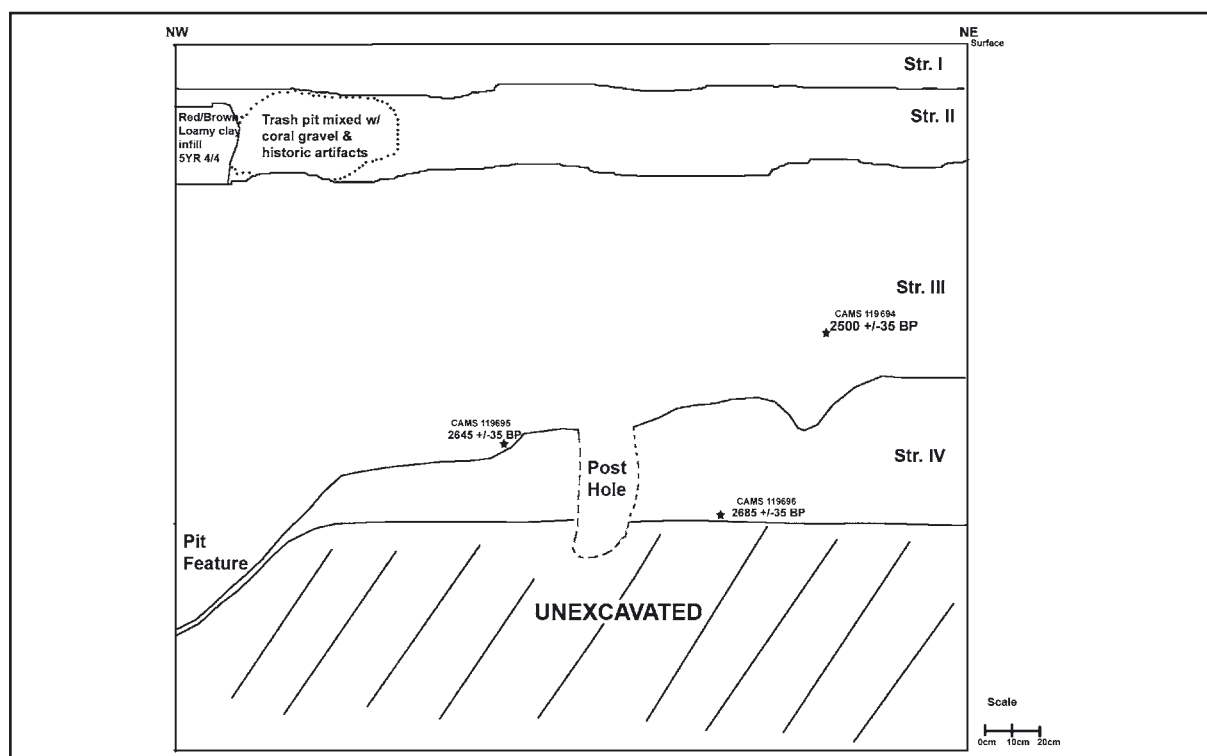 NW
NE
Surface
Str. I
Str. II
Red/Brown
Loamy clay
infill
5YR 4/4
Trash pit mixed w/
coral gravel &
historic artifacts
Str. III
CAMS 119694
2500 +/-35 BP
CAMS 119695
2645 +/-35 BP
Str. IV
Post
Hole
CAMS 119696
2685 +/-35 BP
Pit
Feature
UNEXCAVATED
Scale
0cm 10cm 20cm